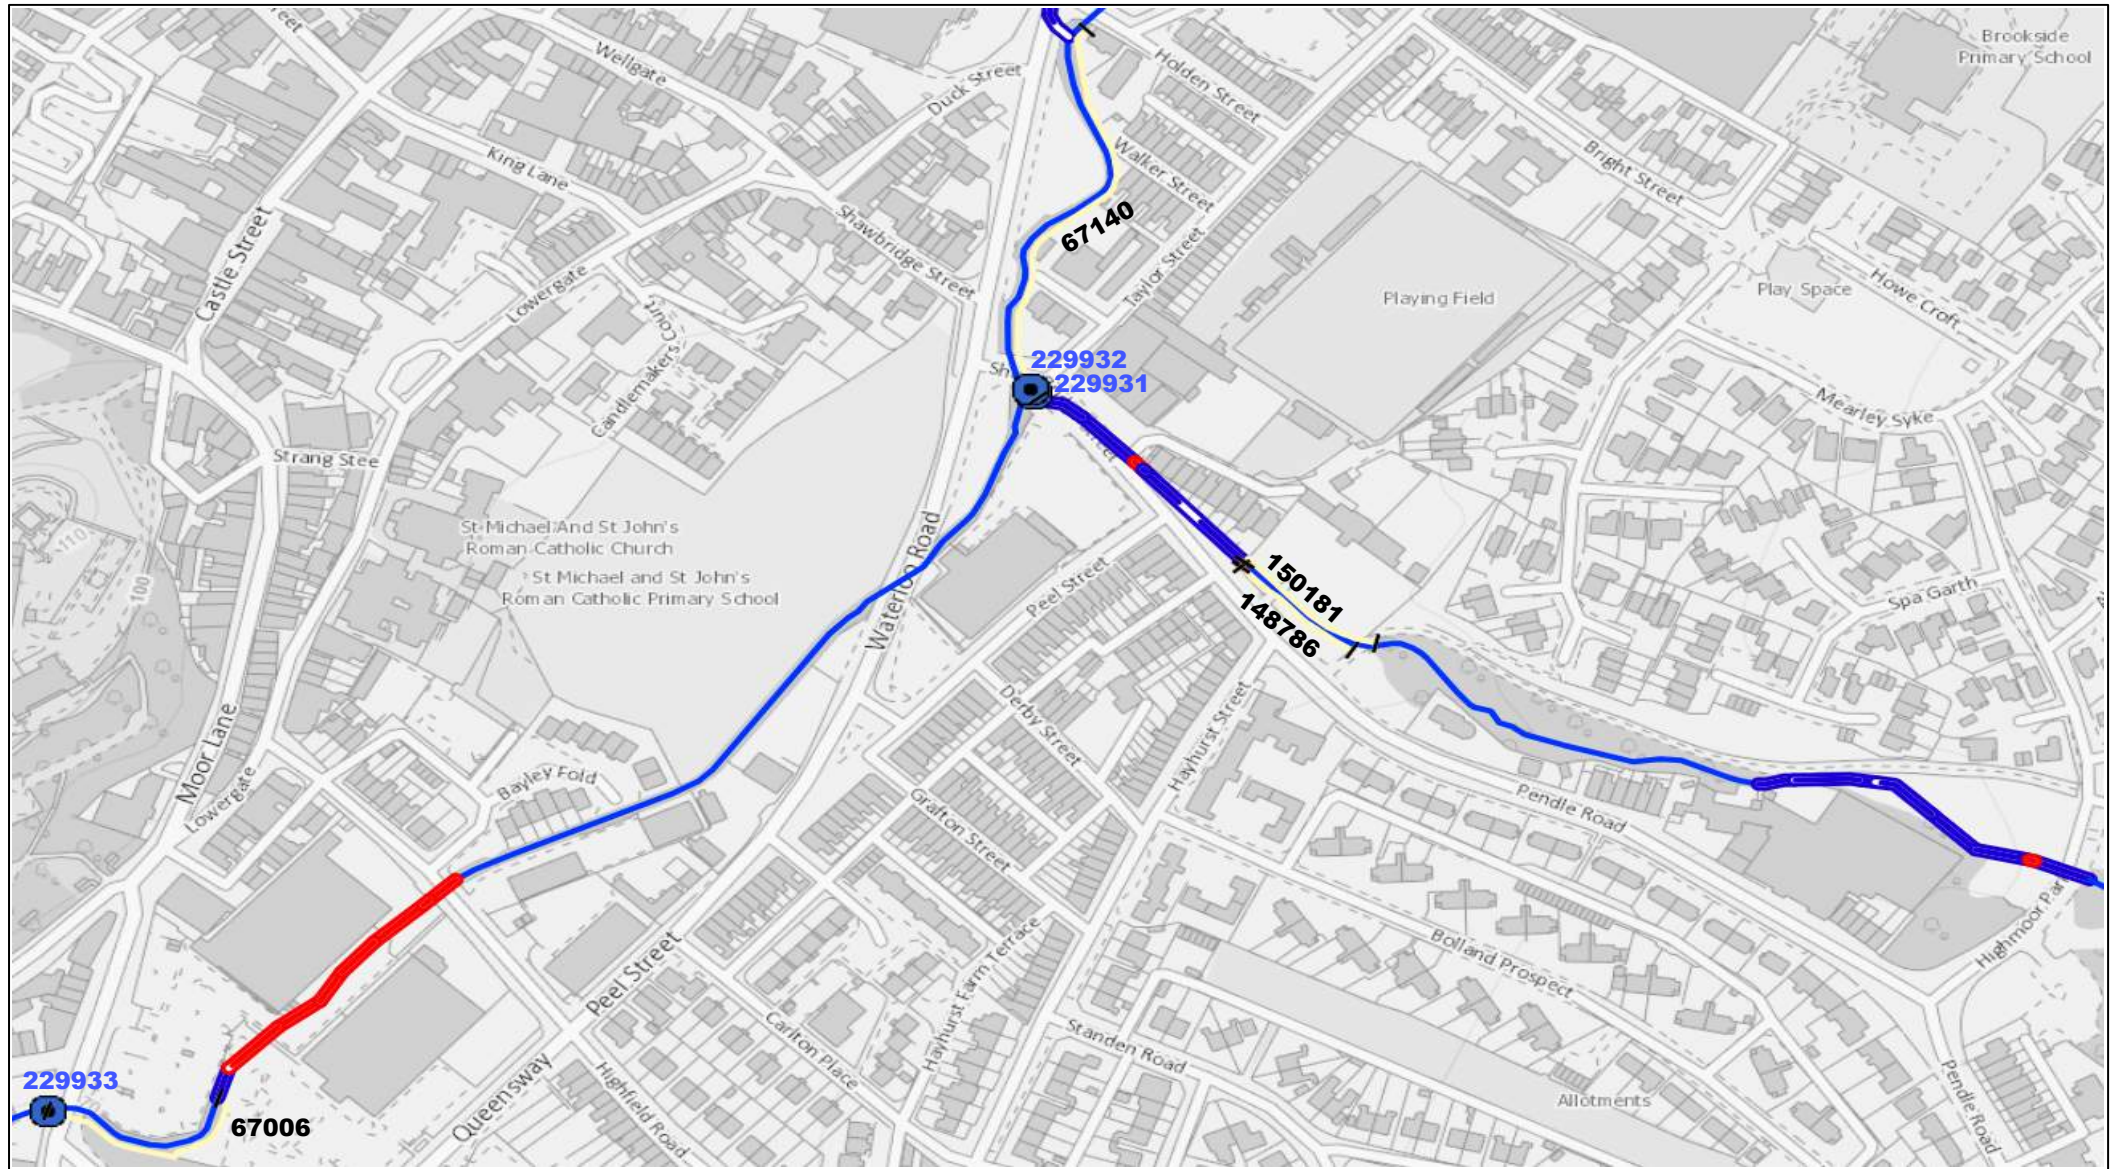 Brookside
Primary School
Wellgate
Duck Street
Holden Street
Walker Street
Bright Street
King Lane
Castle Street
Shawbridge Street
67140
Taylor Street
Lowergate
Candlemakers Court
Playing Field
Play Space
Howe Croft
229932
229931
Mearley Syke
Strang Stee
St Michael And St John's
Roman Catholic Church
St Michael and St John's
Roman Catholic Primary School
110
100
Waterloo Road
Peel Street
150181
148786
Spa Garth
Derby Street
Hayhurst Street
Moor Lane
Lowergate
Bayley Fold
Grafton Street
Pendle Road
Highmoor Park
Bolland Prospect
Peel Street
Hayhurst Farm Terrace
Carlton Place
Standen Road
Queensway
Highfield Road
Allotments
Pendle Road
229933
67006